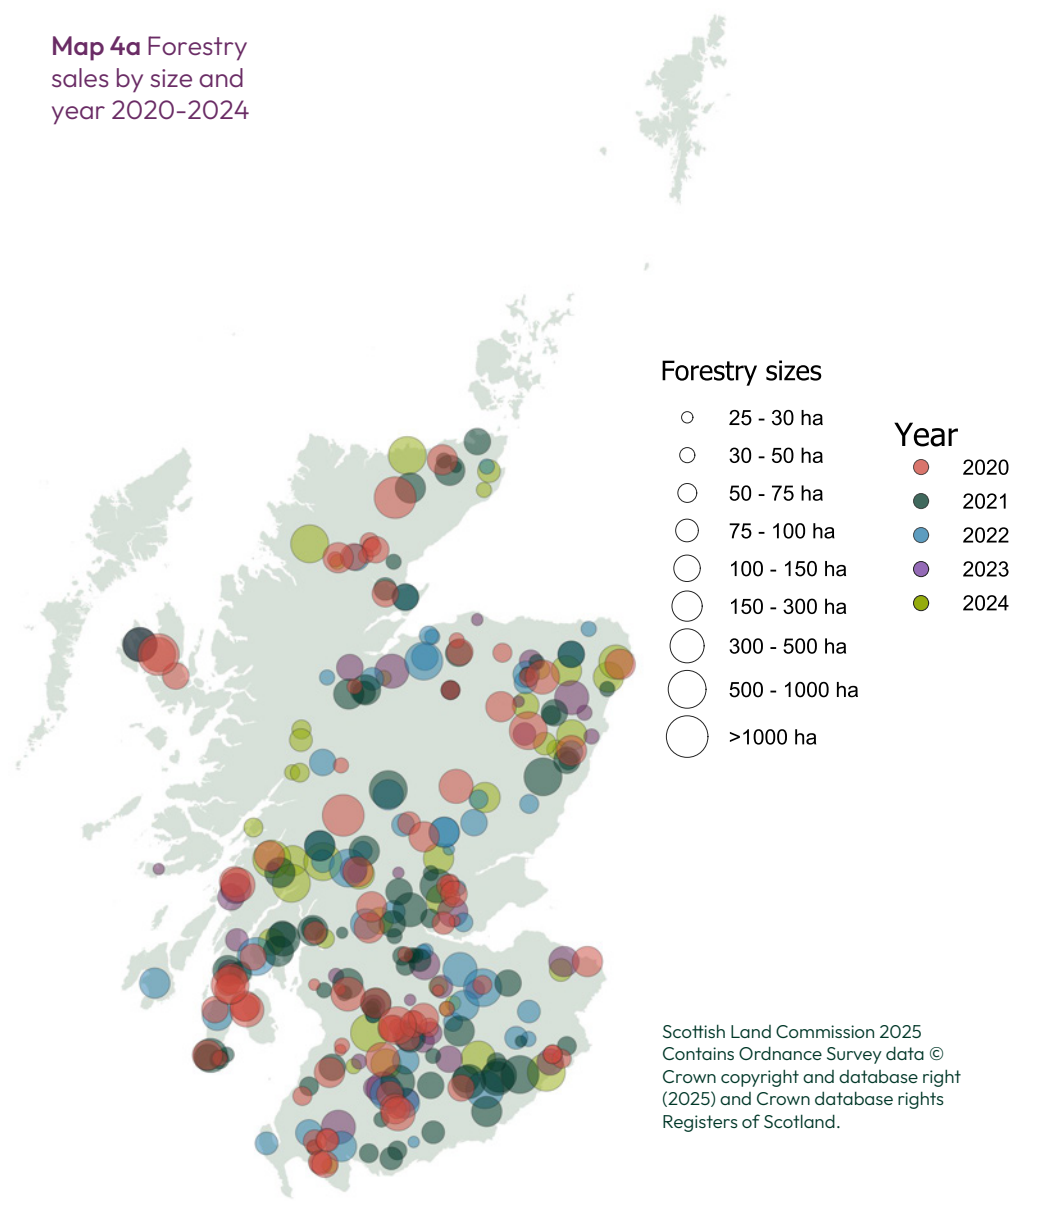 Map 4a Forestry
sales by size and
year 2020-2024
Forestry sizes
25 - 30 ha
30 - 50 ha
50 - 75 ha
75 - 100 ha
100 - 150 ha
150 - 300 ha
300 - 500 ha
500 - 1000 ha
>1000 ha
Year
2020
2021
2022
2023
2024
Scottish Land Commission 2025
Contains Ordnance Survey data ©
Crown copyright and database right
(2025) and Crown database rights
Registers of Scotland.